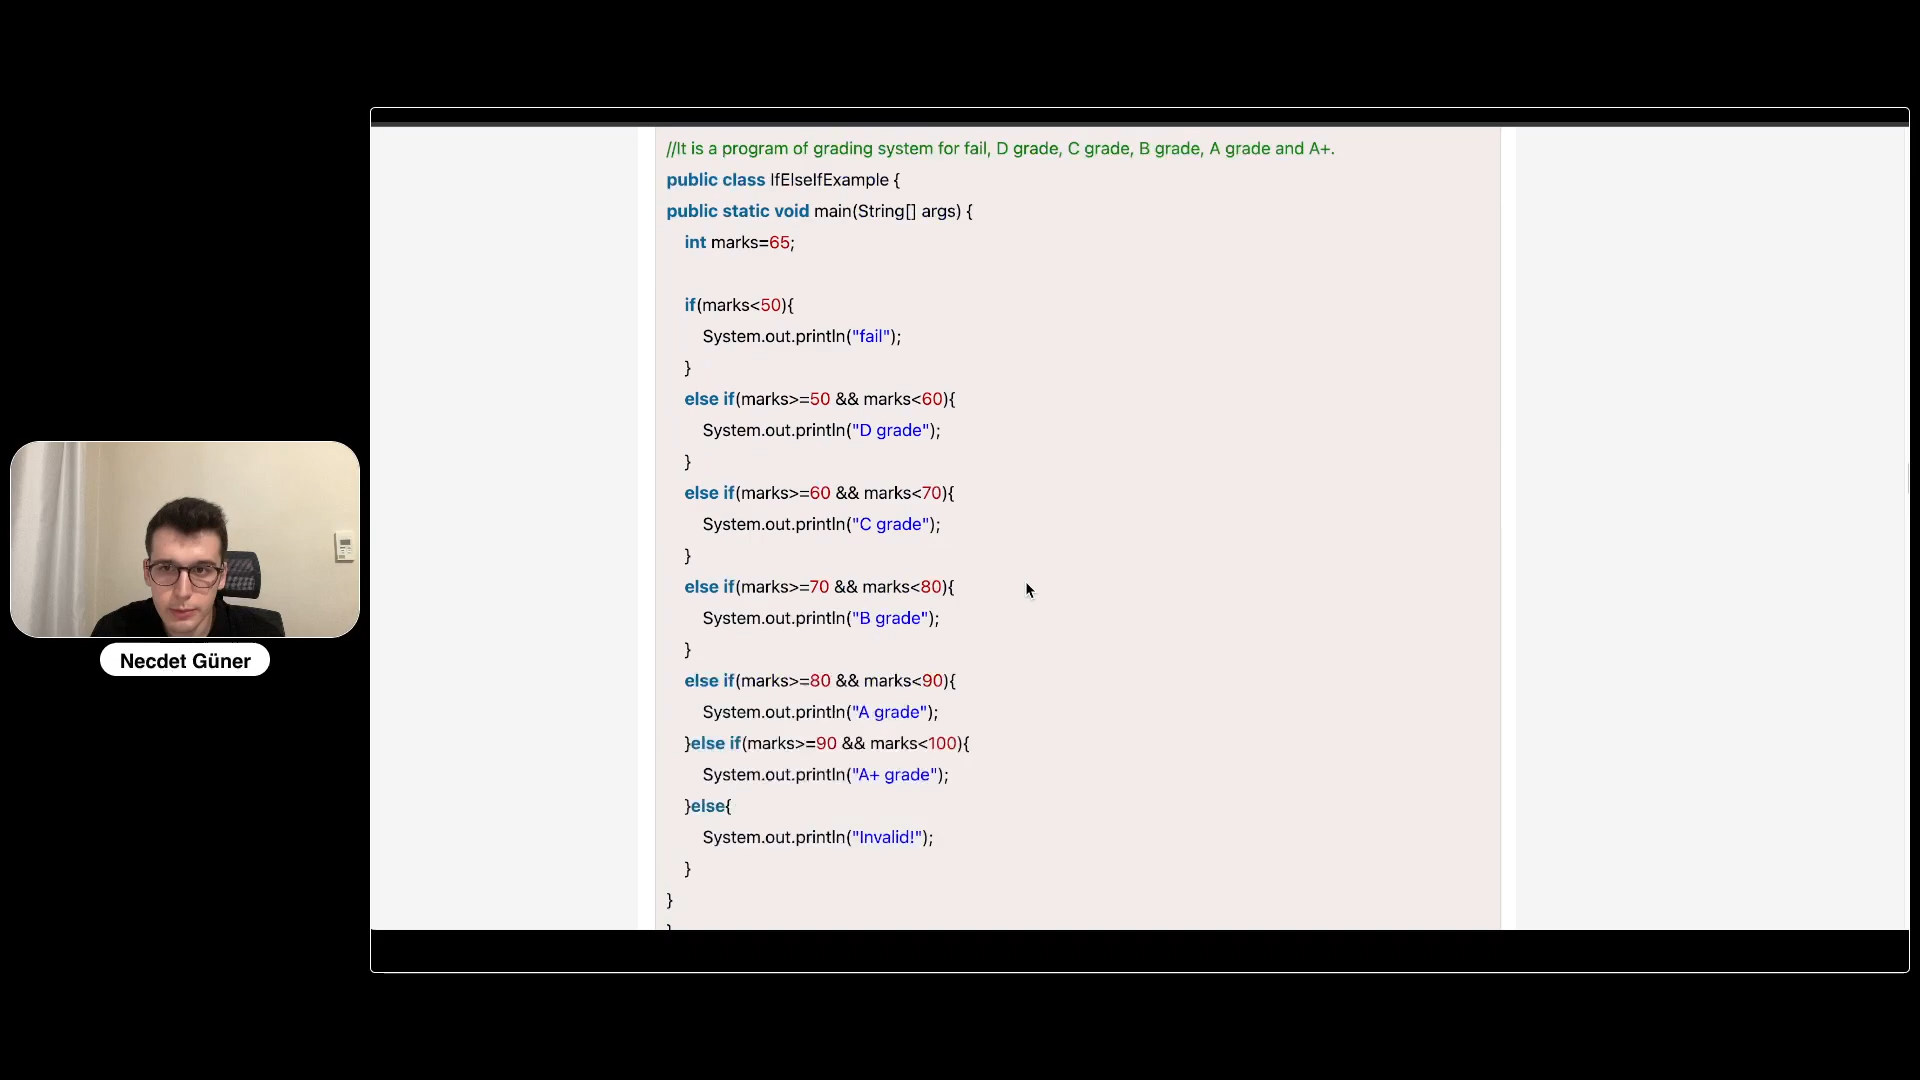 //It is a program of grading system for fail, D grade, C grade, B grade, A grade and A+.
public class IfElseIfExample {
public static void main(String[] args) {
int marks=65;
if(marks<50){
System.out.println("fail");
}
else if(marks>=50 && marks<60){
System.out.println("D grade");
}
else if(marks>=60 && marks<70){
System.out.println("C grade");
}
else if(marks>=70 && marks<80){
System.out.println("B grade");
}
else if(marks>=80 && marks<90){
System.out.println("A grade");
}else if(marks>=90 && marks<100){
System.out.println("A+ grade");
}else{
System.out.println("Invalid!");
}
}
}
Necdet Güner